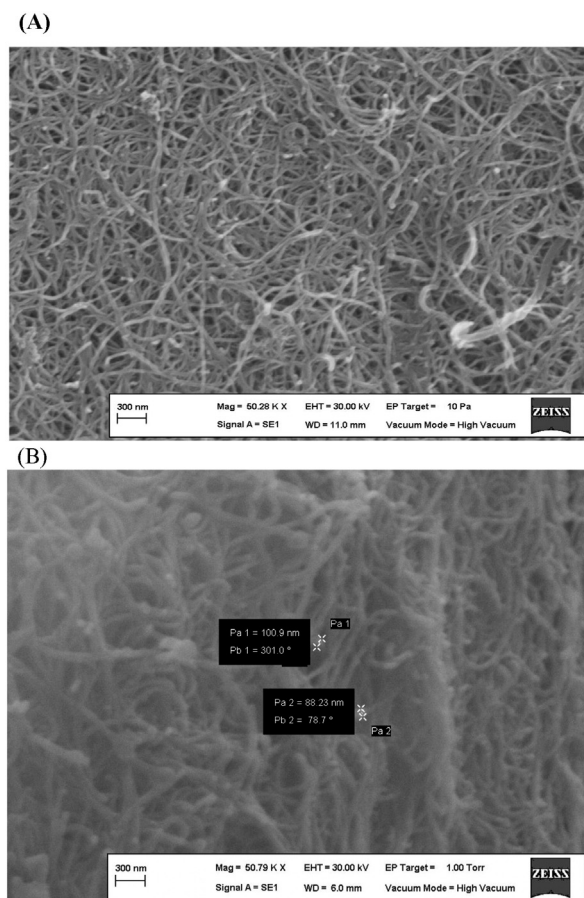 (A)
300 nm
Mag = 50.28 K X EHT = 30.00 kV EP Target = 10 Pa
Signal A = SE1 WD = 11.0 mm Vacuum Mode = High Vacuum
ZEISS
(B)
Pa 1
Pa 1 = 100.9 nm
Pb 1 = 301.0 °
Pa 2 = 88.23 nm
Pb 2 = 78.7 °
Pa 2
300 nm
Mag = 50.79 K X EHT = 30.00 kV EP Target = 1.00 Torr
Signal A = SE1 WD = 6.0 mm Vacuum Mode = High Vacuum
ZEISS